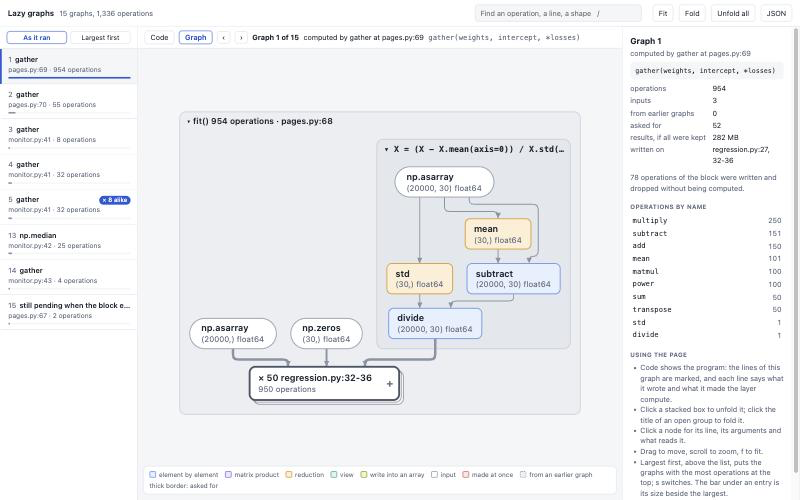 Lazy graphs 15 graphs, 1,336 operations
Find an operation, a line, a shape /
Fit
Fold
Unfold all
JSON
As it ran
Largest first
1 gather
pages.py:69 · 954 operations
2 gather
pages.py:70 · 55 operations
3 gather
monitor.py:41 · 8 operations
4 gather
monitor.py:41 · 32 operations
5 gather × 8 alike
monitor.py:41 · 32 operations
13 np.median
monitor.py:42 · 25 operations
14 gather
monitor.py:43 · 4 operations
15 still pending when the block e…
pages.py:67 · 2 operations
Code
Graph
‹
›
Graph 1 of 15 computed by gather at pages.py:69 gather(weights, intercept, *losses)
▾ fit() 954 operations · pages.py:68
▾ X = (X − X.mean(axis=0)) / X.std(…
np.asarray
(20000, 30) float64
mean
(30,) float64
std
(30,) float64
subtract
(20000, 30) float64
divide
(20000, 30) float64
np.asarray
(20000,) float64
np.zeros
(30,) float64
× 50 regression.py:32-36
950 operations
+
element by element
matrix product
reduction
view
write into an array
input
made at once
from an earlier graph
thick border: asked for
Graph 1
computed by gather at pages.py:69
gather(weights, intercept, *losses)
operations 954
inputs 3
from earlier graphs 0
asked for 52
results, if all were kept 282 MB
written on regression.py:27,
32-36
78 operations of the block were written and
dropped without being computed.
OPERATIONS BY NAME
multiply 250
subtract 151
add 150
mean 101
matmul 100
power 100
sum 50
transpose 50
std 1
divide 1
USING THE PAGE
• Code shows the program: the lines of this
graph are marked, and each line says what
it wrote and what it made the layer
compute.
• Click a stacked box to unfold it; click the
title of an open group to fold it.
• Click a node for its line, its arguments and
what reads it.
• Drag to move, scroll to zoom, f to fit.
• Largest first, above the list, puts the
graphs with the most operations at the
top; s switches. The bar under an entry is
its size beside the largest.